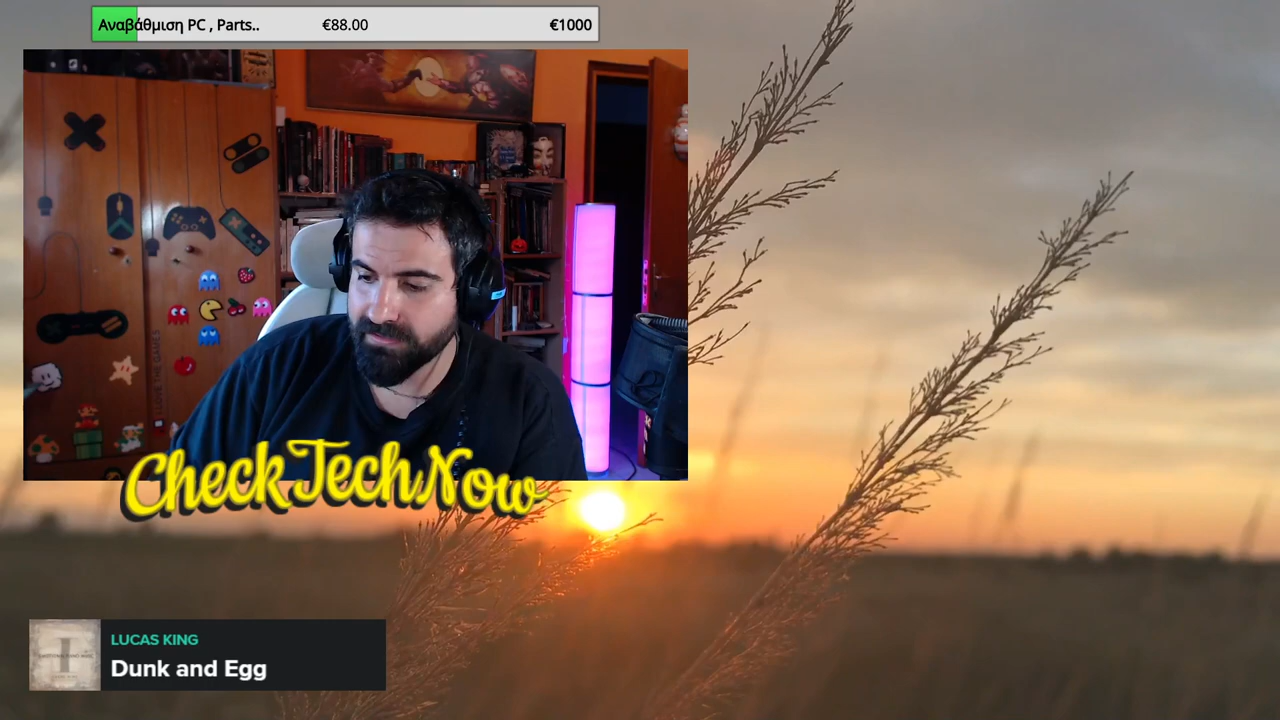 Αναβάθμιση PC , Parts.. €88.00 €1000
CheckTechNow
LUCAS KING
Dunk and Egg